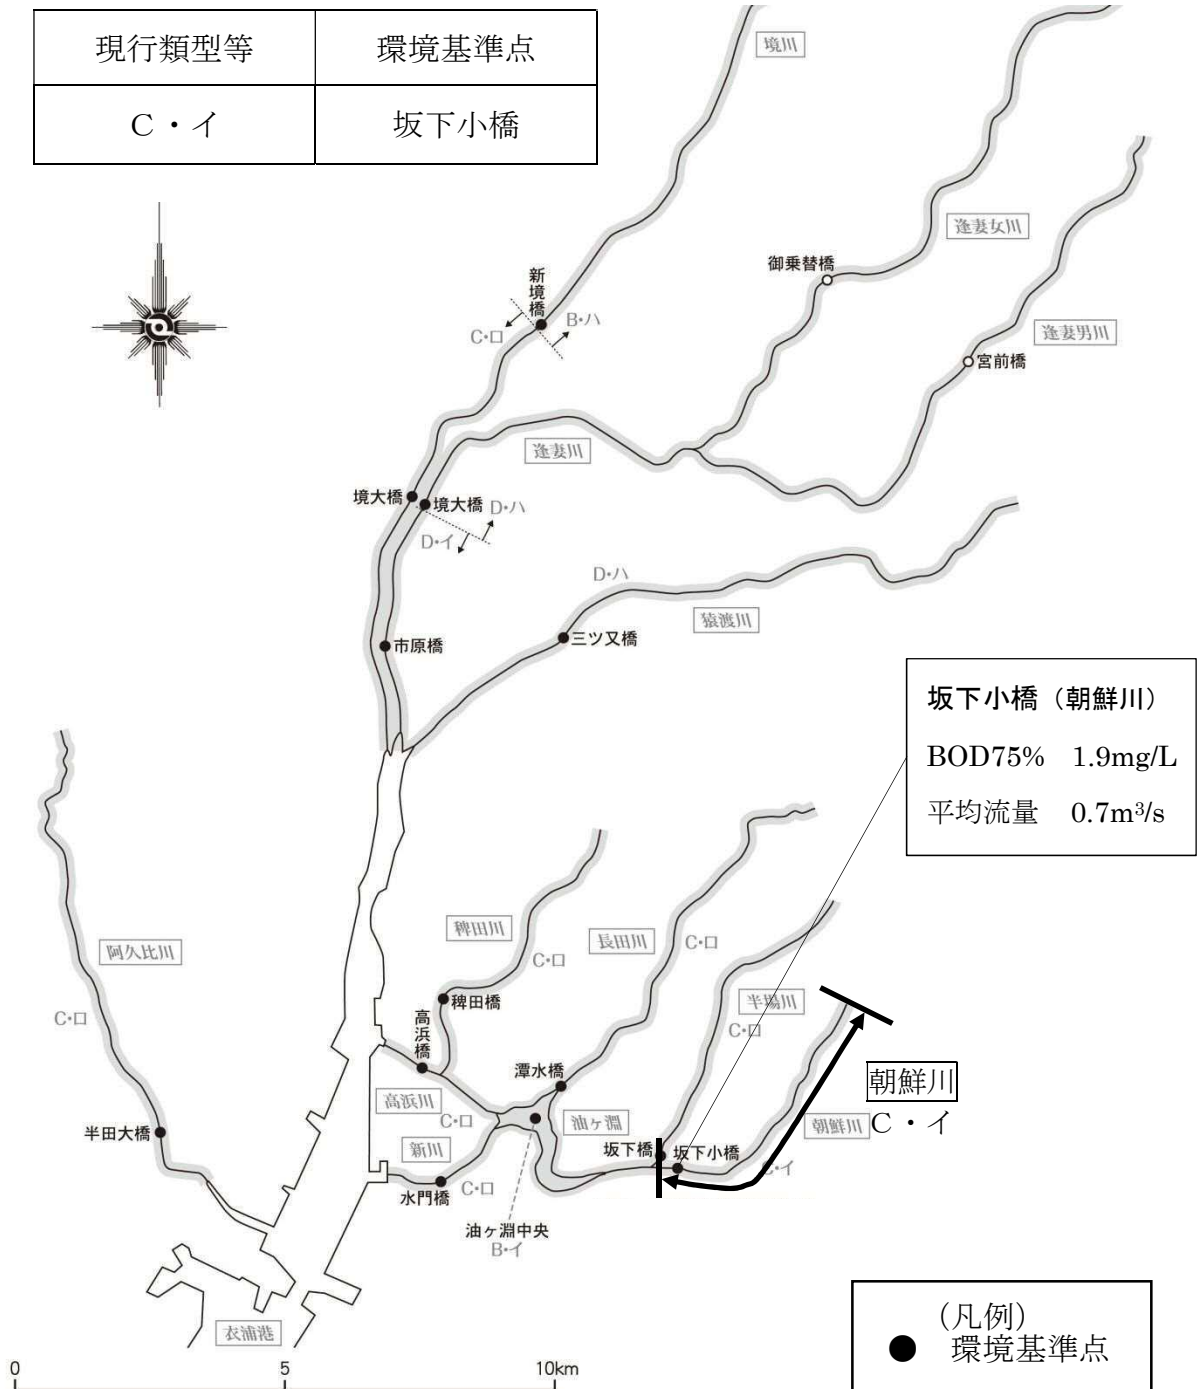 現行類型等 環境基準点
C・イ 坂下小橋
境川
逢妻女川
御乗替橋
新境橋
B・ハ
C・ロ
逢妻男川
宮前橋
逢妻川
境大橋
境大橋
D・ハ
D・イ
D・ハ
猿渡川
三ツ又橋
市原橋
坂下小橋（朝鮮川）
BOD75% 1.9mg/L
平均流量 0.7m³/s
稗田川
長田川
C・ロ
C・ロ
阿久比川
稗田橋
半場川
C・ロ
C・ロ
高浜橋
潭水橋
朝鮮川
C・イ
高浜川
C・ロ
油ヶ淵
朝鮮川
半田大橋
新川
坂下橋
坂下小橋
C・イ
水門橋
C・ロ
油ヶ淵中央
B・イ
衣浦港
（凡例）
● 環境基準点
0 5 10km